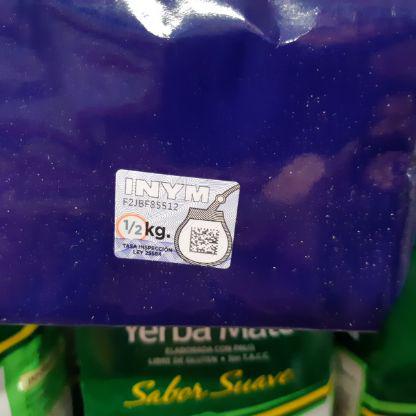 INYM
F2JBF85512
1/2 kg.
TASA INSPECCIÓN
LEY 25564
Yerba Mate
ELABORADA CON PALO
LIBRE DE GLUTEN • Sin T.A.C.C.
Sabor Suave